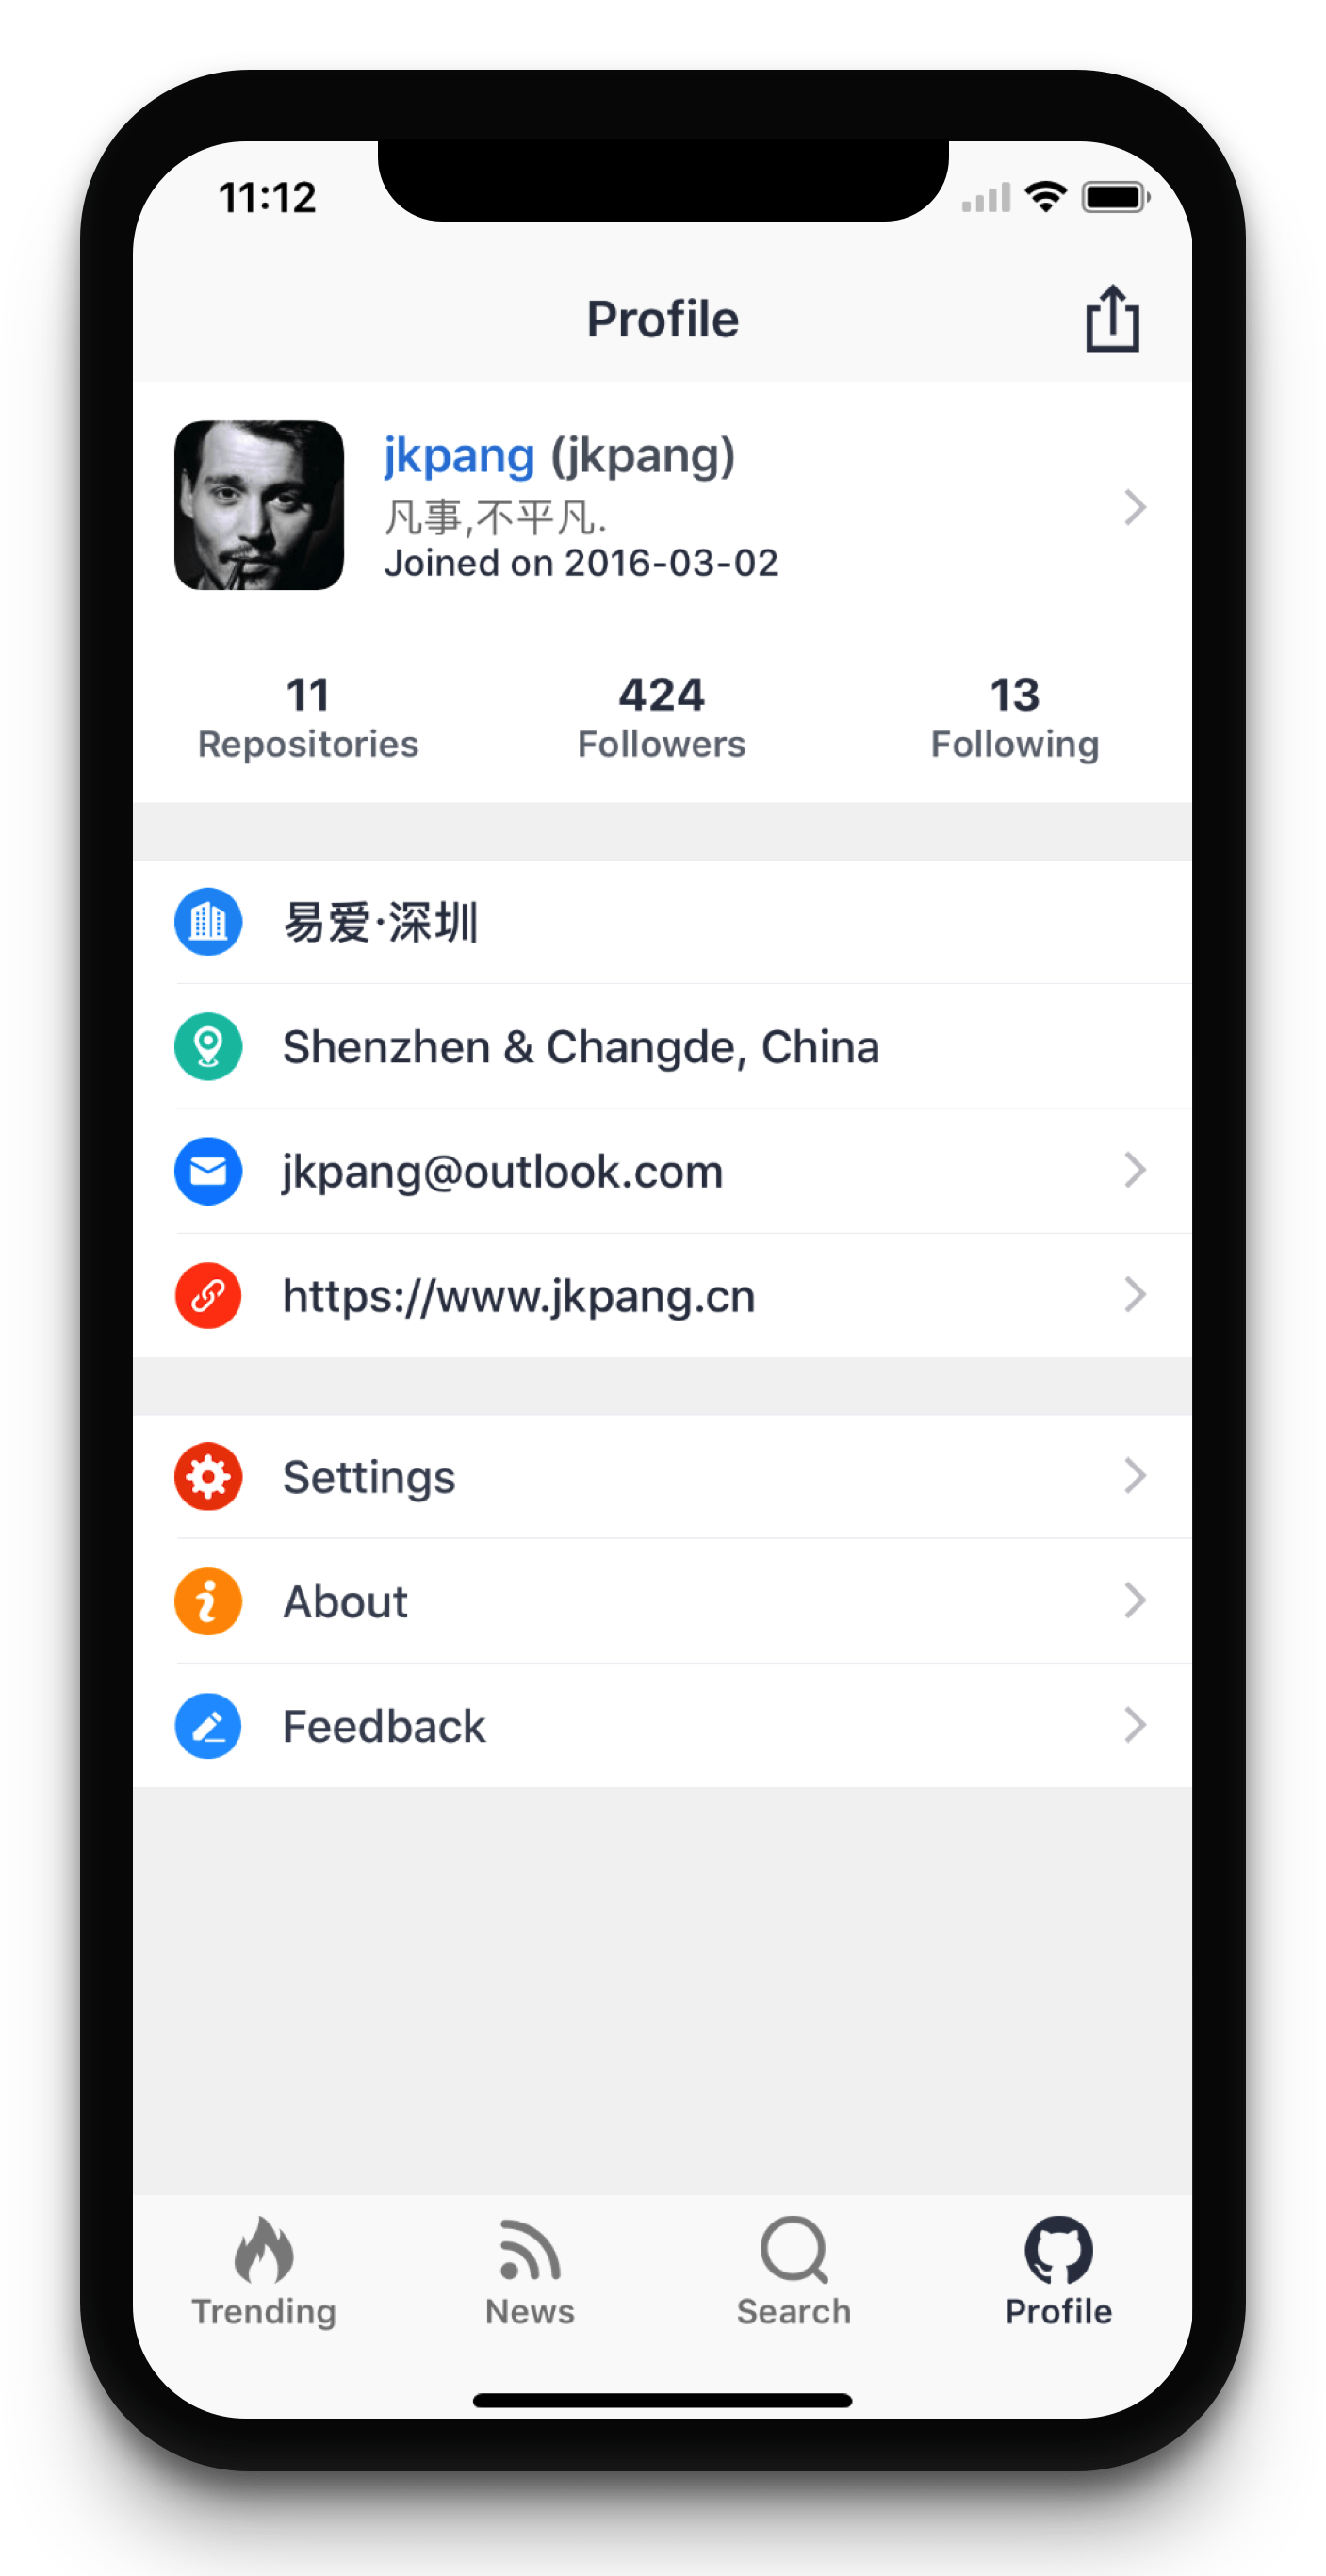 11:12
Profile
jkpang (jkpang)
凡事,不平凡.
Joined on 2016-03-02
11 424 13
Repositories Followers Following
易爱·深圳
Shenzhen & Changde, China
jkpang@outlook.com
https://www.jkpang.cn
Settings
About
Feedback
Trending News Search Profile